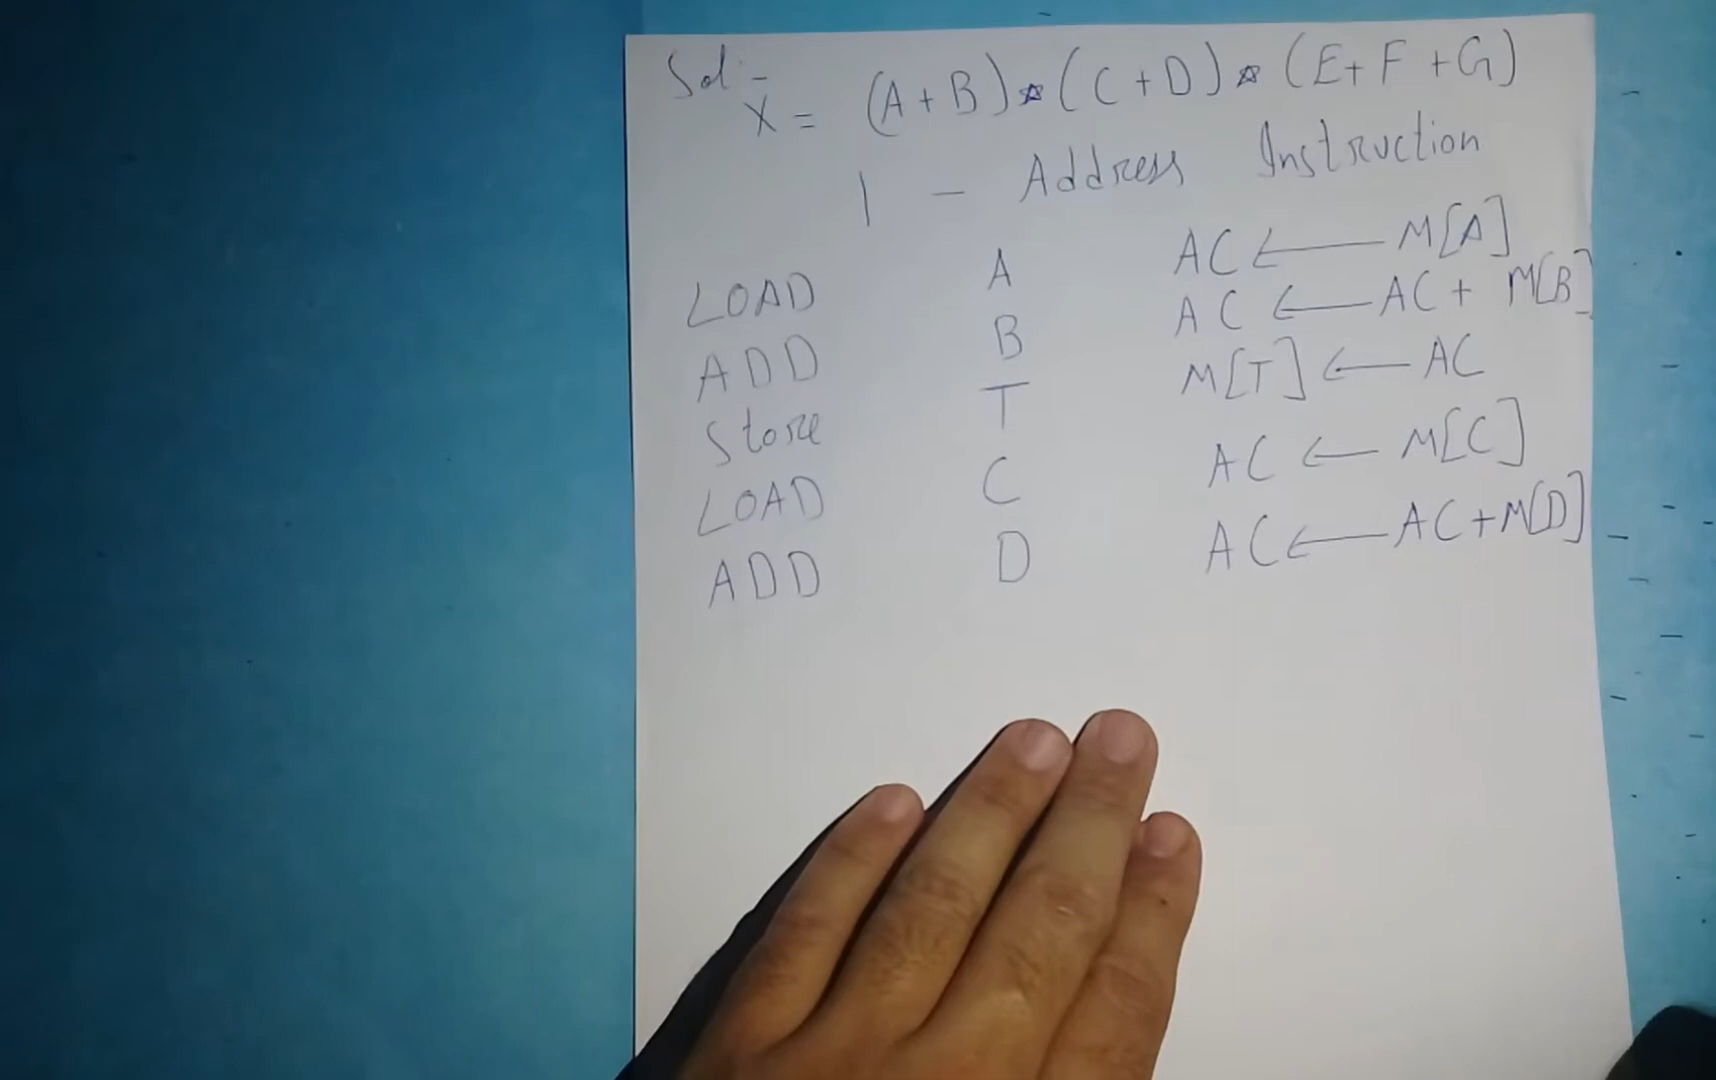 Sol:-
X = (A+B)*(C+D)*(E+F+G)
1 - Address Instruction
LOAD A AC ← M[A]
ADD B AC ← AC + M[B]
Store T M[T] ← AC
LOAD C AC ← M[C]
ADD D AC ← AC+M[D]